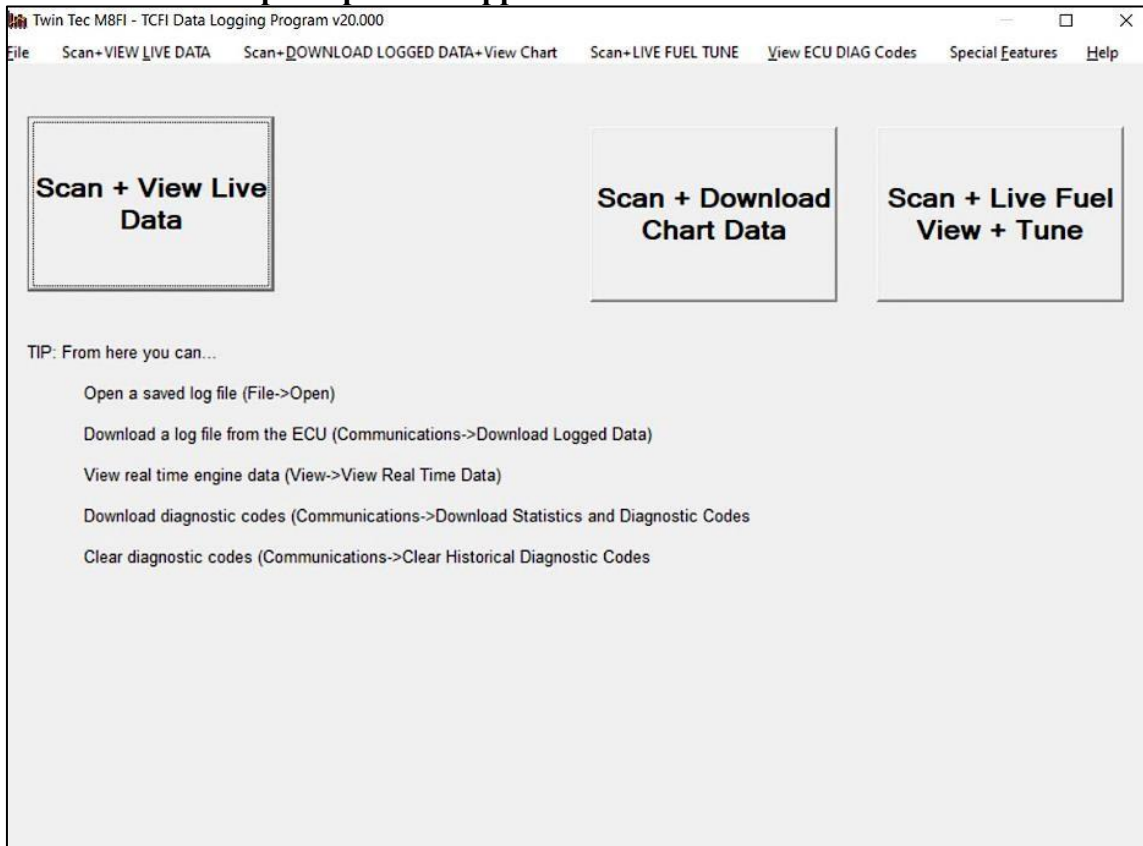 Twin Tec M8FI - TCFI Data Logging Program v20.000
File Scan+VIEW LIVE DATA Scan+DOWNLOAD LOGGED DATA+View Chart Scan+LIVE FUEL TUNE View ECU DIAG Codes Special Features Help
Scan + View Live
Data
Scan + Download
Chart Data
Scan + Live Fuel
View + Tune
TIP: From here you can...
Open a saved log file (File->Open)
Download a log file from the ECU (Communications->Download Logged Data)
View real time engine data (View->View Real Time Data)
Download diagnostic codes (Communications->Download Statistics and Diagnostic Codes
Clear diagnostic codes (Communications->Clear Historical Diagnostic Codes